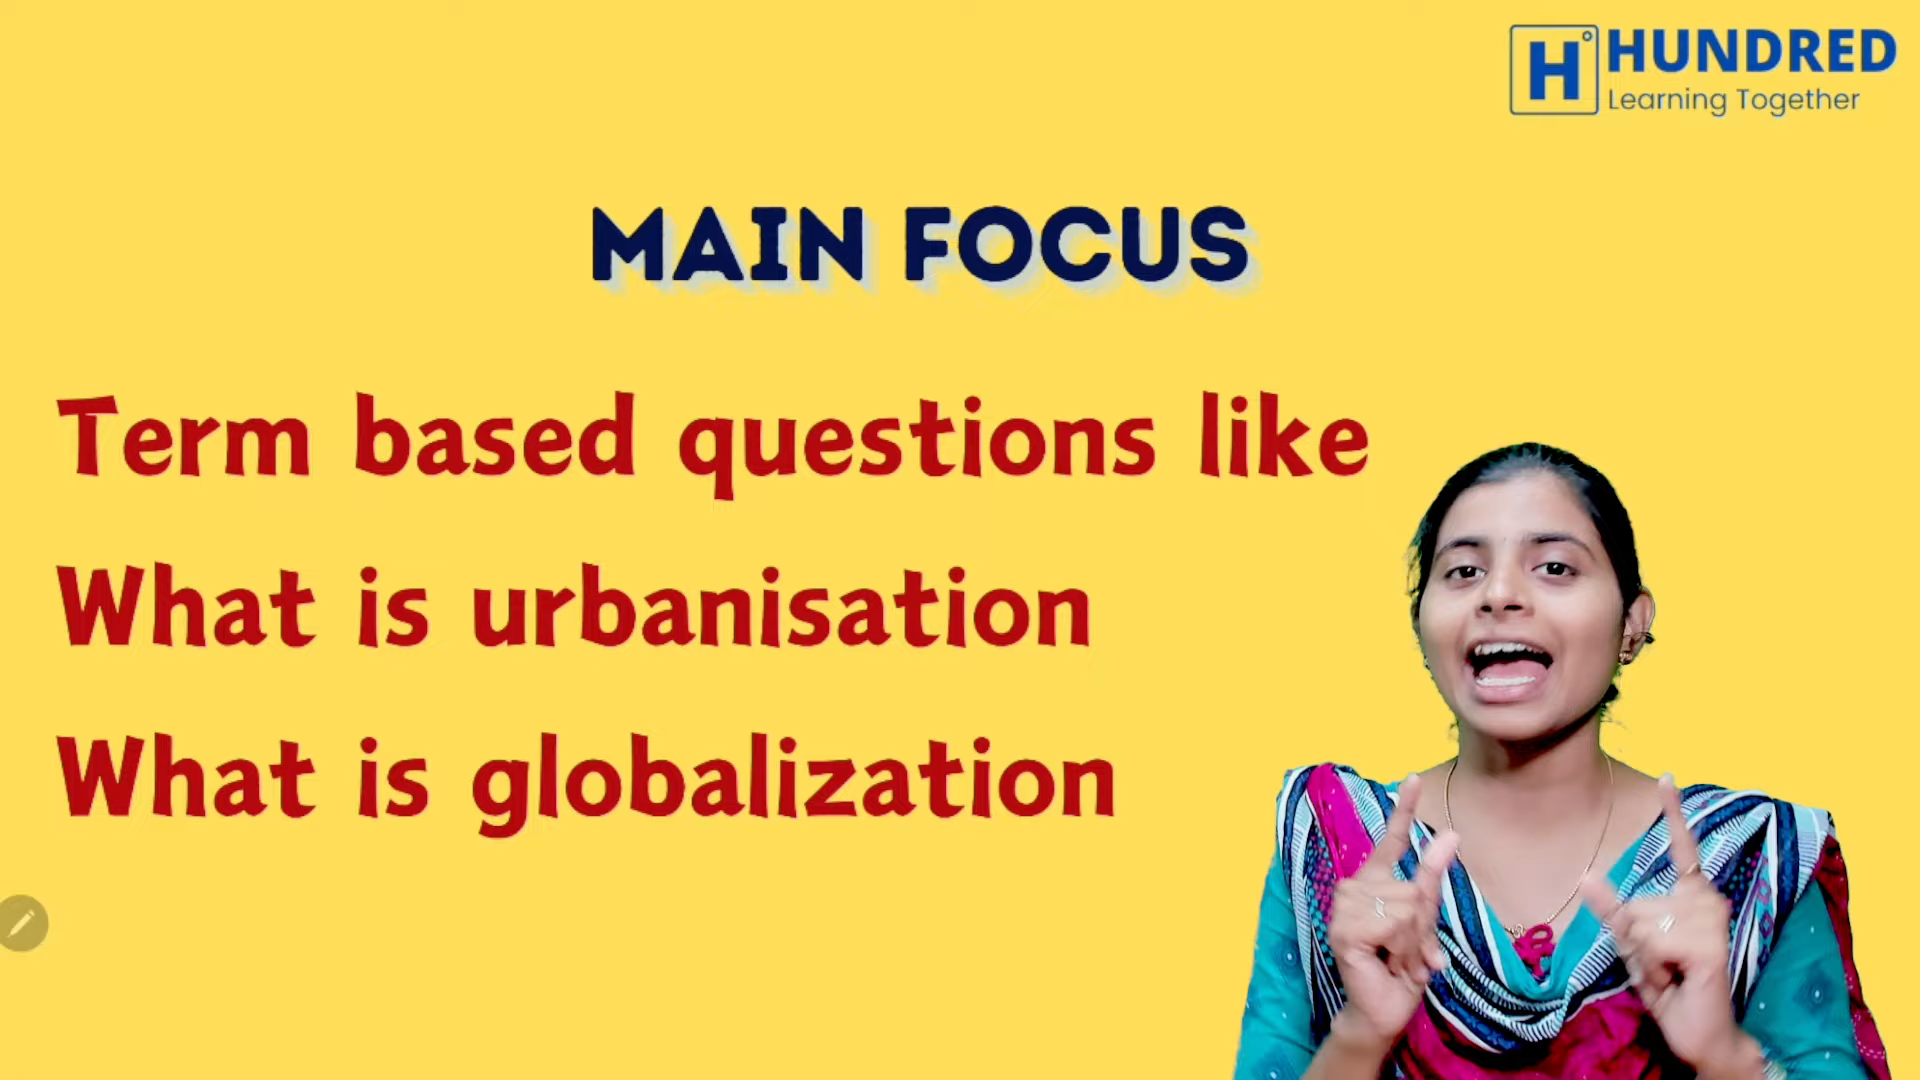 H°HUNDRED
Learning Together
MAIN FOCUS
Term based questions like
What is urbanisation
What is globalization